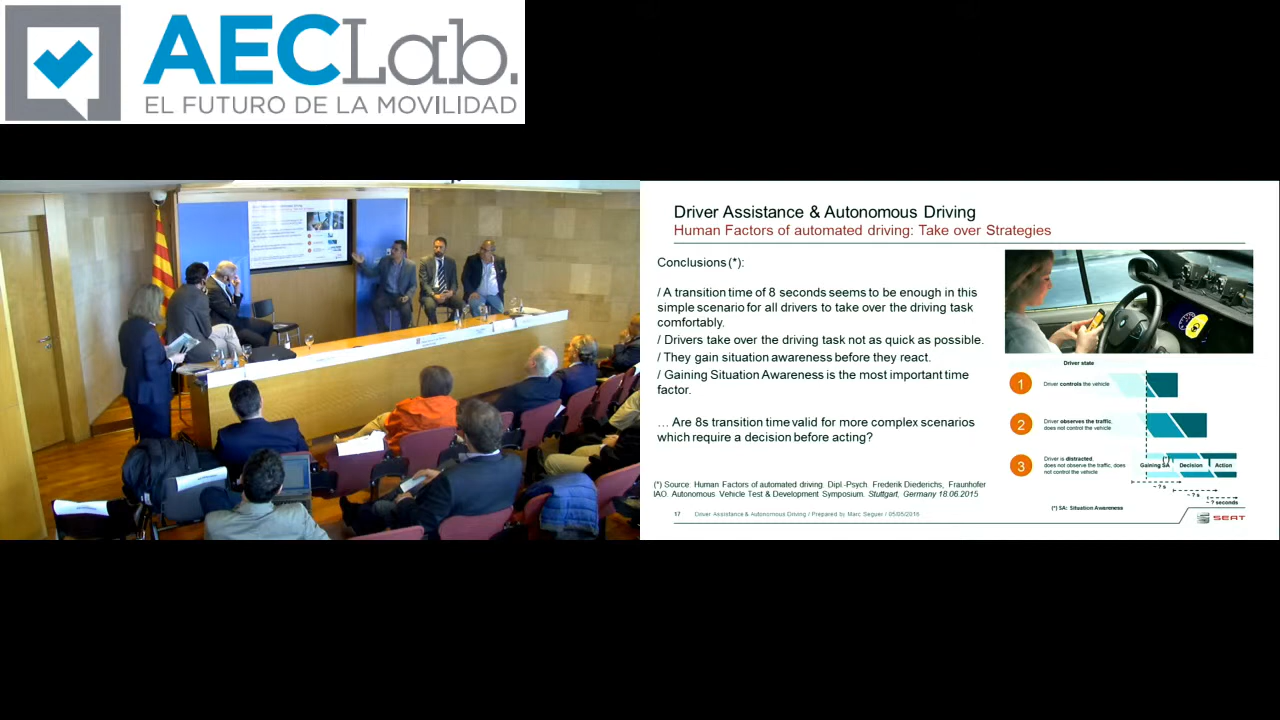 AECLab.
EL FUTURO DE LA MOVILIDAD
Driver Assistance & Autonomous Driving
Human Factors of automated driving: Take over Strategies
Conclusions (*):
/ A transition time of 8 seconds seems to be enough in this
simple scenario for all drivers to take over the driving task
comfortably.
/ Drivers take over the driving task not as quick as possible.
/ They gain situation awareness before they react.
/ Gaining Situation Awareness is the most important time
factor.
… Are 8s transition time valid for more complex scenarios
which require a decision before acting?
(*) Source: Human Factors of automated driving. Dipl.-Psych. Frederik Diederichs, Fraunhofer
IAO. Autonomous Vehicle Test & Development Symposium. Stuttgart, Germany 18.06.2015
17 Driver Assistance & Autonomous Driving / Prepared by Marc Seguer / 05/05/2016
Driver state
1 Driver controls the vehicle
2 Driver observes the traffic,
does not control the vehicle
3 Driver is distracted,
does not observe the traffic, does
not control the vehicle
Gaining SA Decision Action
~ ? s
~ ? s
~ ? seconds
(*) SA: Situation Awareness
SEAT